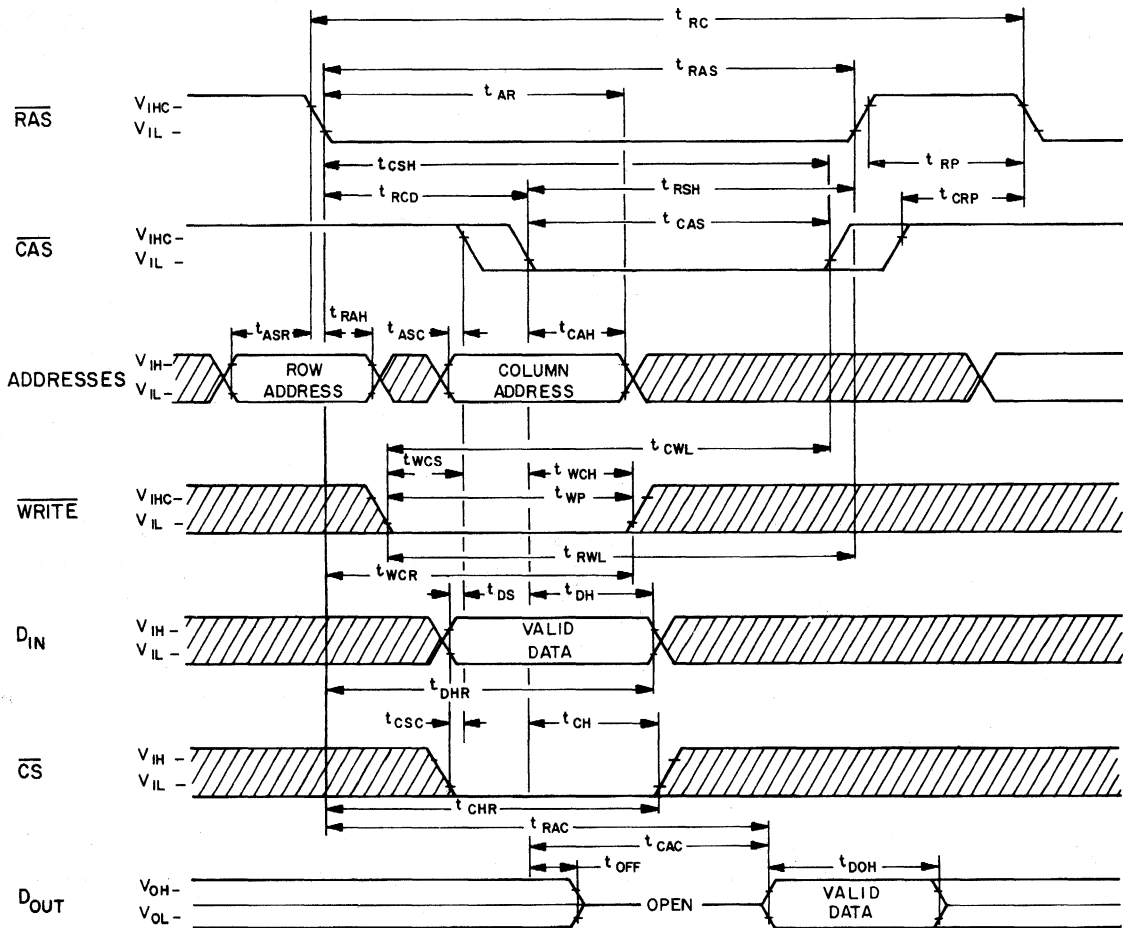 t RC
t RAS
t AR
RAS
V IHC
V IL
t CSH
t RP
t RCD
t RSH
t CRP
t CAS
CAS
V IHC
V IL
t ASR
t RAH
t ASC
t CAH
ADDRESSES
V IH
V IL
ROW
ADDRESS
COLUMN
ADDRESS
t CWL
t WCS
t WCH
t WP
WRITE
V IHC
V IL
t RWL
t WCR
t DS
t DH
D IN
V IH
V IL
VALID
DATA
t DHR
t CSC
t CH
CS
V IH
V IL
t CHR
t RAC
t CAC
t OFF
t DOH
D OUT
V OH
V OL
OPEN
VALID
DATA